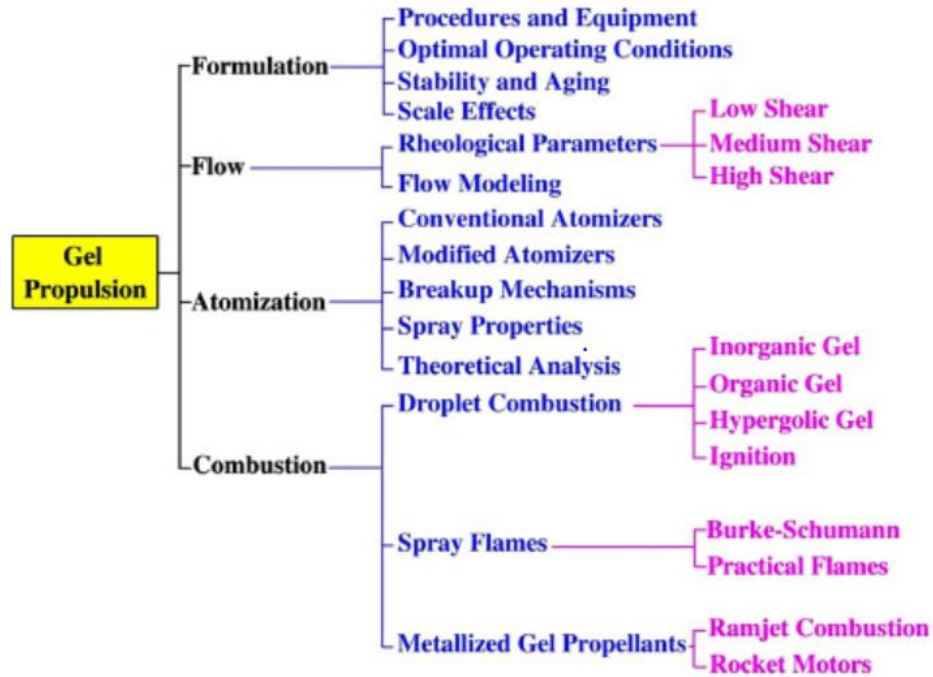 Gel
Propulsion
Formulation
Procedures and Equipment
Optimal Operating Conditions
Stability and Aging
Scale Effects
Flow
Rheological Parameters
Low Shear
Medium Shear
High Shear
Flow Modeling
Atomization
Conventional Atomizers
Modified Atomizers
Breakup Mechanisms
Spray Properties
Theoretical Analysis
Combustion
Droplet Combustion
Inorganic Gel
Organic Gel
Hypergolic Gel
Ignition
Spray Flames
Burke-Schumann
Practical Flames
Metallized Gel Propellants
Ramjet Combustion
Rocket Motors